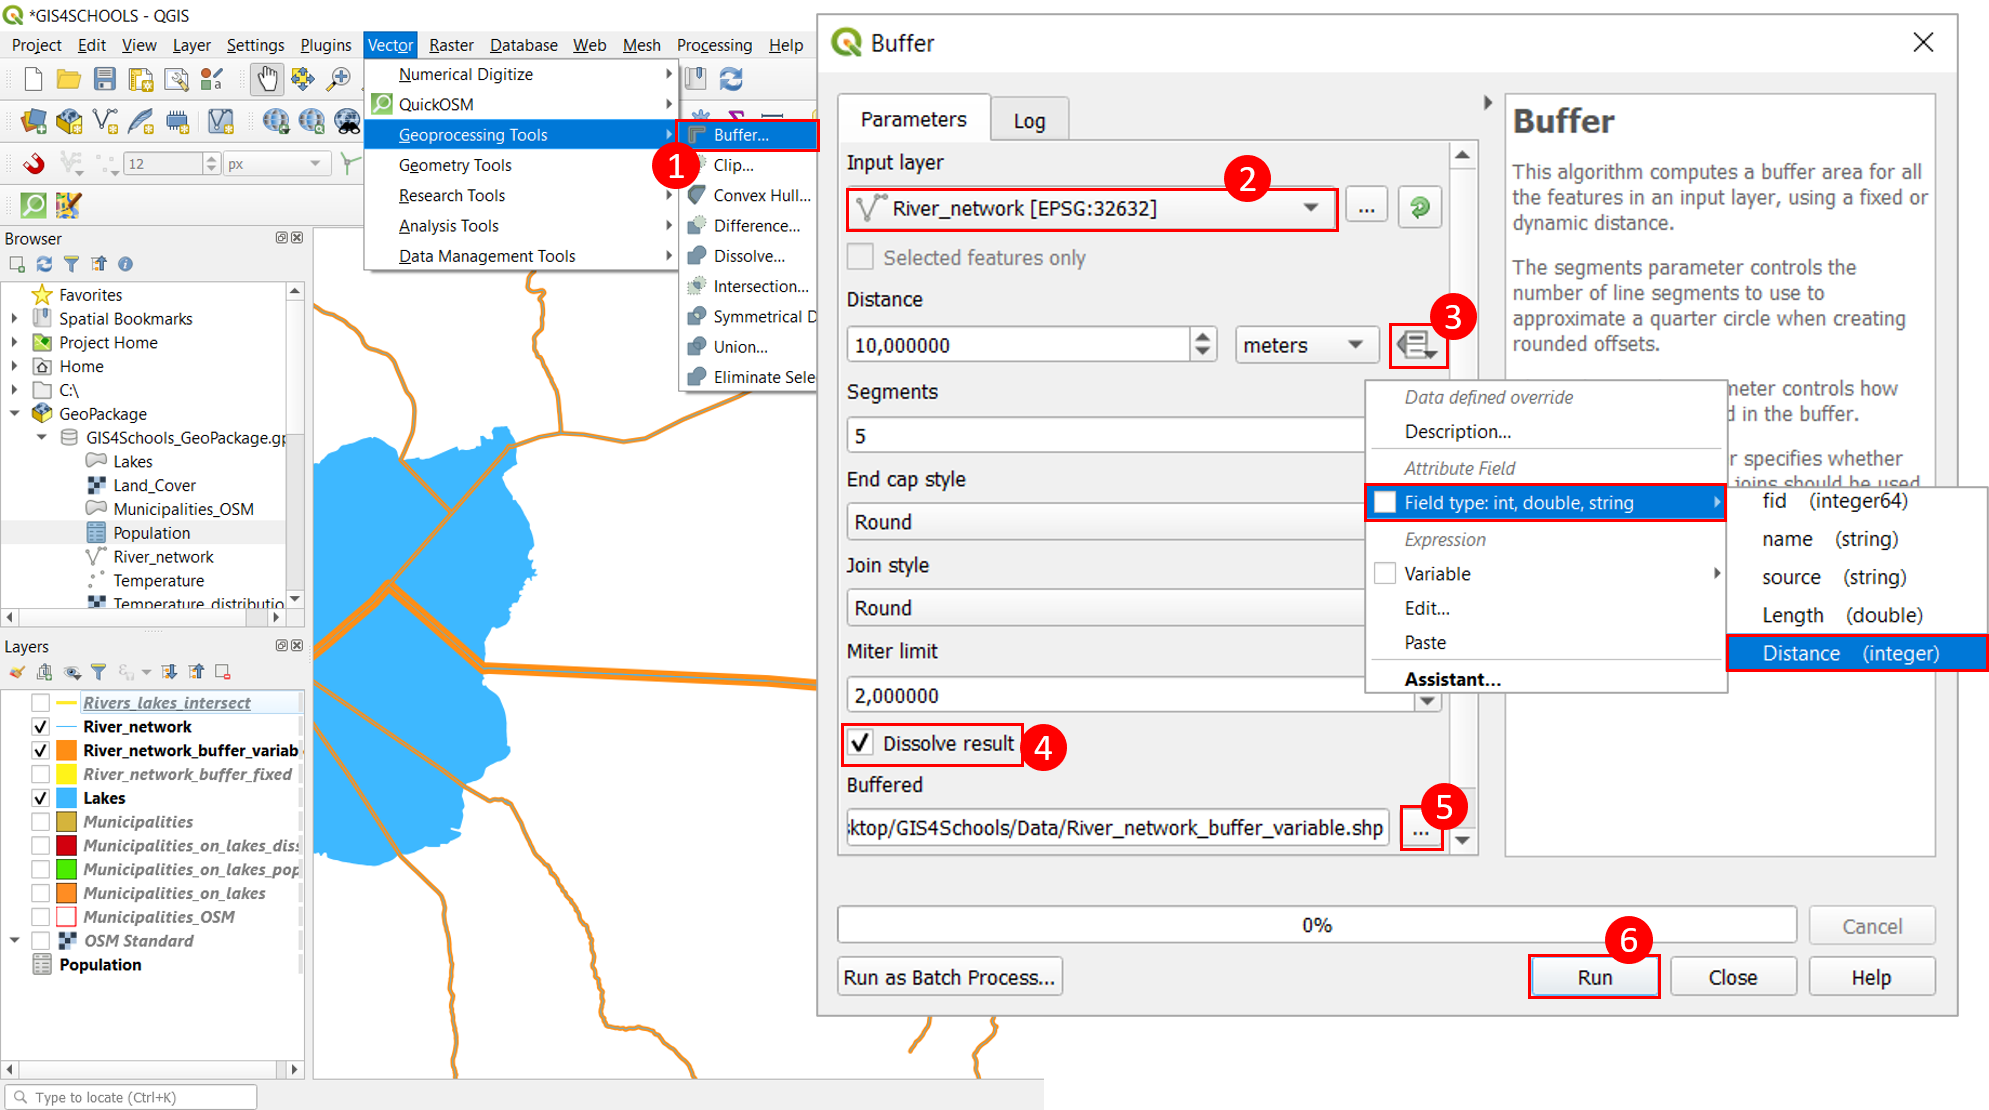 *GIS4SCHOOLS - QGIS
Project Edit View Layer Settings Plugins Vector Raster Database Web Mesh Processing Help
Numerical Digitize
QuickOSM
Geoprocessing Tools
Geometry Tools
Research Tools
Analysis Tools
Data Management Tools
1
Buffer...
Clip...
Convex Hull...
Difference...
Dissolve...
Intersection...
Symmetrical D
Union...
Eliminate Sele
12
px
Browser
Favorites
Spatial Bookmarks
Project Home
Home
C:\
GeoPackage
GIS4Schools_GeoPackage.gp
Lakes
Land_Cover
Municipalities_OSM
Population
River_network
Temperature
Temperature_distributio
Layers
Rivers_lakes_intersect
River_network
River_network_buffer_variab
River_network_buffer_fixed
Lakes
Municipalities
Municipalities_on_lakes_diss
Municipalities_on_lakes_pop
Municipalities_on_lakes
Municipalities_OSM
OSM Standard
Population
Type to locate (Ctrl+K)
Buffer
Parameters Log
Input layer
2
River_network [EPSG:32632]
...
Selected features only
Distance
3
10,000000
meters
Segments
5
End cap style
Round
Join style
Round
Miter limit
2,000000
Dissolve result
4
Buffered
5
ktop/GIS4Schools/Data/River_network_buffer_variable.shp
...
0%
Cancel
6
Run as Batch Process...
Run
Close
Help
Buffer
This algorithm computes a buffer area for all
the features in an input layer, using a fixed or
dynamic distance.
The segments parameter controls the
number of line segments to use to
approximate a quarter circle when creating
rounded offsets.
meter controls how
d in the buffer.
r specifies whether
joins should be used
Data defined override
Description...
Attribute Field
Field type: int, double, string
Expression
Variable
Edit...
Paste
Assistant...
fid (integer64)
name (string)
source (string)
Length (double)
Distance (integer)